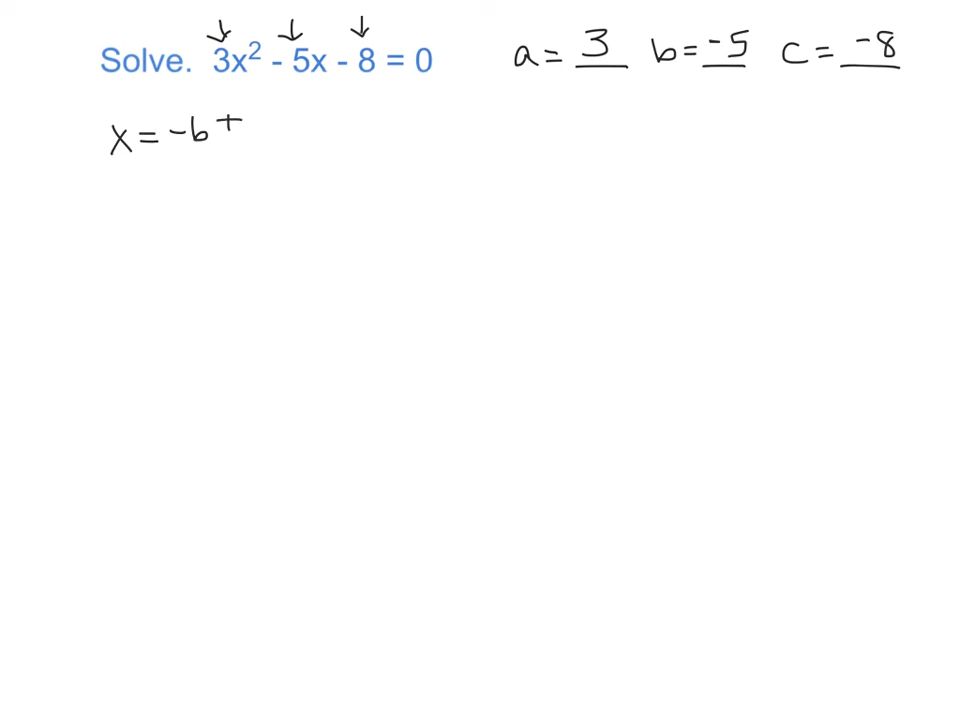 Solve. 3x² - 5x - 8 = 0 a = 3 b = -5 c = -8
x = -b +